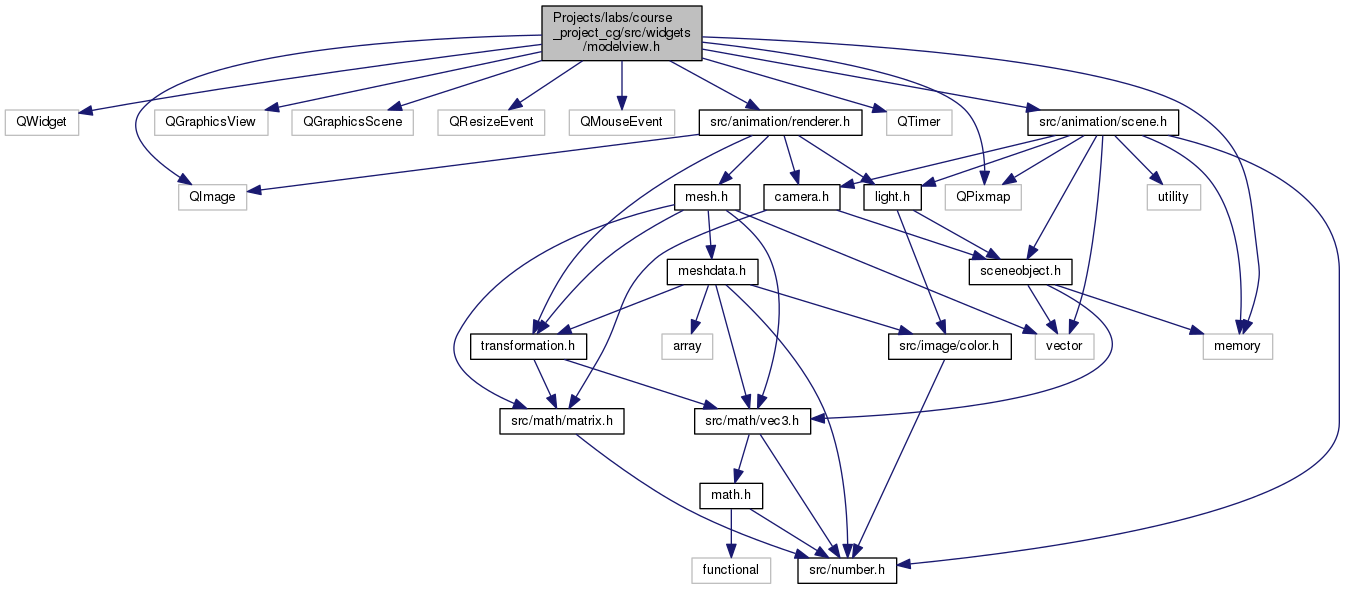 Projects/labs/course
_project_cg/src/widgets
/modelview.h
QWidget
QGraphicsView
QGraphicsScene
QResizeEvent
QMouseEvent
src/animation/renderer.h
QTimer
src/animation/scene.h
QImage
mesh.h
camera.h
light.h
QPixmap
utility
meshdata.h
sceneobject.h
transformation.h
array
src/image/color.h
vector
memory
src/math/matrix.h
src/math/vec3.h
math.h
functional
src/number.h